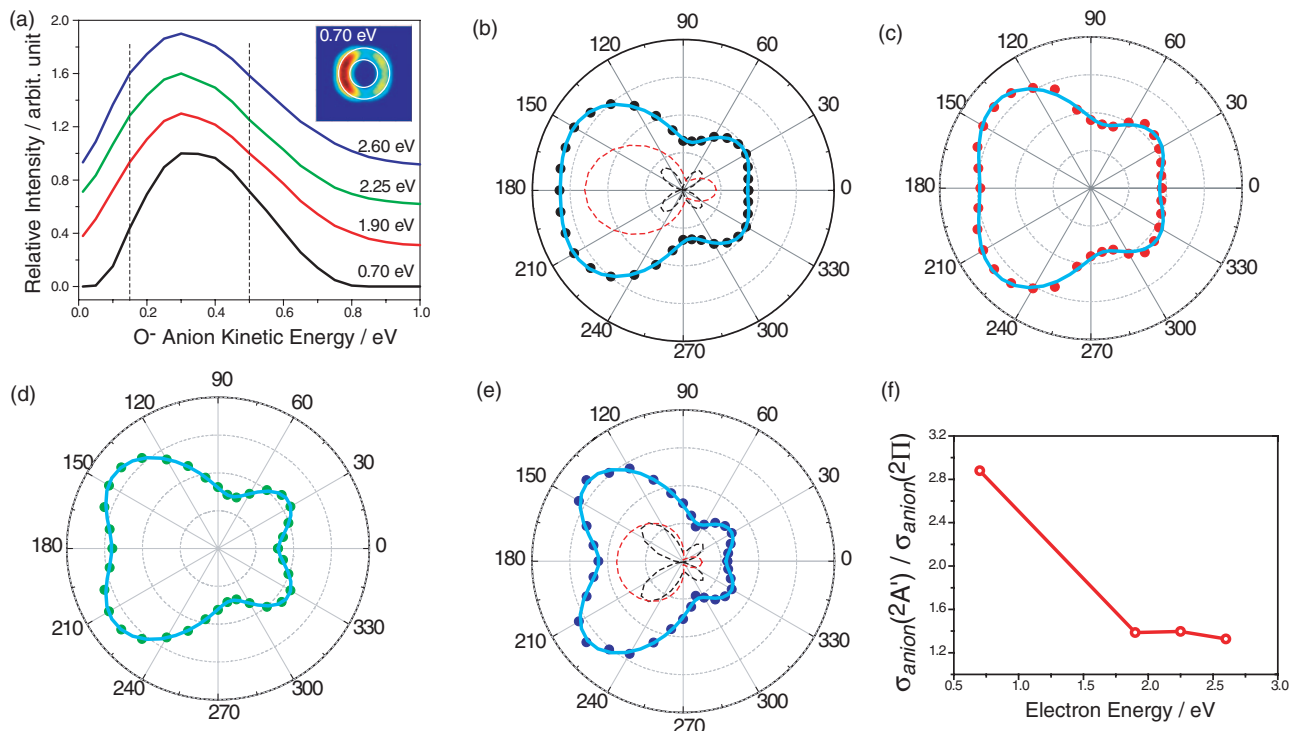 (a)
2.0
1.6
1.2
0.8
0.4
0.0
Relative Intensity / arbit. unit
0.70 eV
2.60 eV
2.25 eV
1.90 eV
0.70 eV
0.0 0.2 0.4 0.6 0.8 1.0
O⁻ Anion Kinetic Energy / eV
(b)
90
120 60
150 30
180 0
210 330
240 300
270
(c)
90
120 60
150 30
180 0
210 330
240 300
270
(d)
90
120 60
150 30
180 0
210 330
240 300
270
(e)
90
120 60
150 30
180 0
210 330
240 300
270
(f)
σanion(2A') / σanion(2Π)
3.2
2.8
2.4
2.0
1.6
1.2
0.5 1.0 1.5 2.0 2.5 3.0
Electron Energy / eV